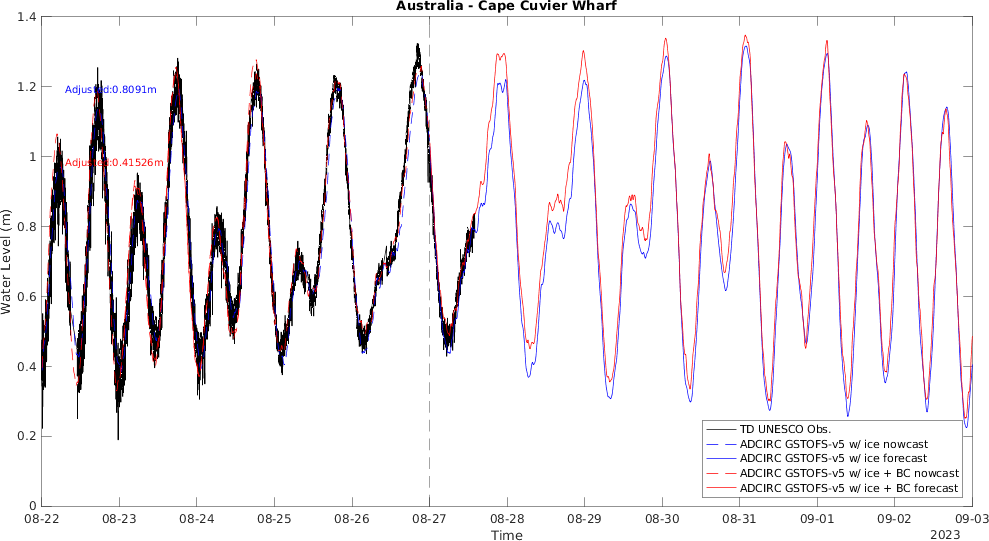 Australia - Cape Cuvier Wharf
1.4
1.2
1
0.8
0.6
0.4
0.2
0
Water Level (m)
Adjusted:0.8091m
Adjusted:0.41526m
TD UNESCO Obs.
ADCIRC GSTOFS-v5 w/ ice nowcast
ADCIRC GSTOFS-v5 w/ ice forecast
ADCIRC GSTOFS-v5 w/ ice + BC nowcast
ADCIRC GSTOFS-v5 w/ ice + BC forecast
08-22 08-23 08-24 08-25 08-26 08-27 08-28 08-29 08-30 08-31 09-01 09-02 09-03
Time
2023